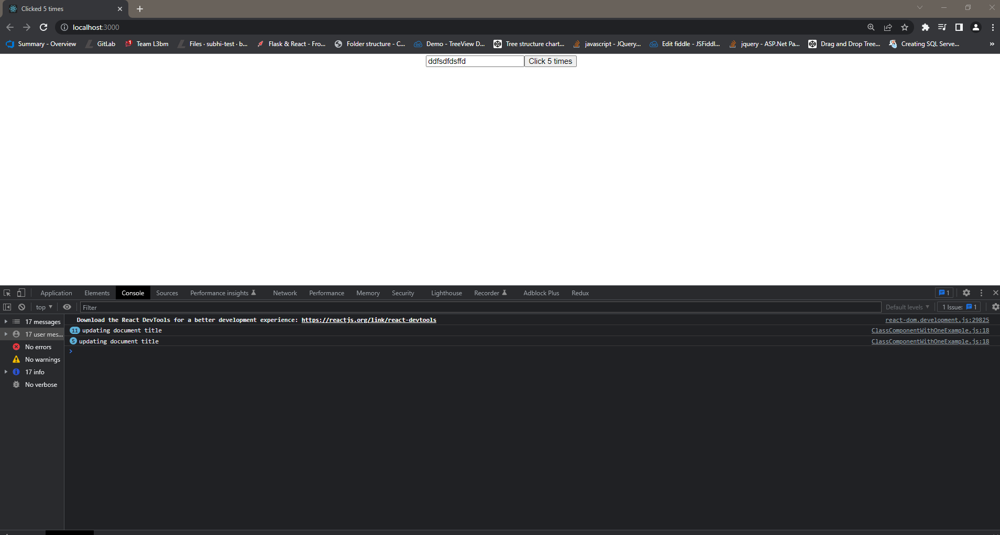 Clicked 5 times
localhost:3000
Summary - Overview GitLab Team L3bm Files · subhi-test · b... Flask & React - Fro... Folder structure - C... Demo - TreeView D... Tree structure chart... javascript - JQuery... Edit fiddle - JSFiddl... jquery - ASP.Net Pa... Drag and Drop Tree... Creating SQL Serve... »
ddfsdfdsffd Click 5 times
Application Elements Console Sources Performance insights Network Performance Memory Security Lighthouse Recorder Adblock Plus Redux 1
top Filter Default levels 1 Issue: 1
17 messages
17 user mes...
No errors
No warnings
17 info
No verbose
Download the React DevTools for a better development experience: https://reactjs.org/link/react-devtools react-dom.development.js:29825
11 updating document title ClassComponentWithOneExample.js:18
5 updating document title ClassComponentWithOneExample.js:18